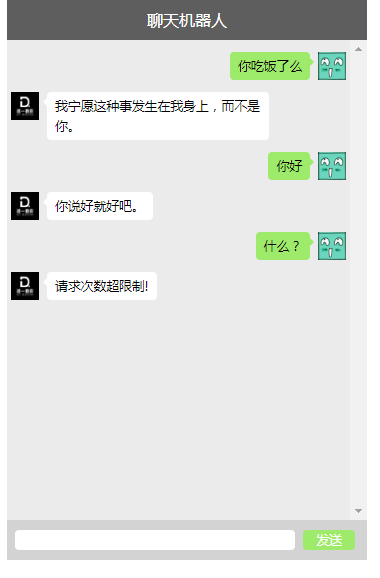 聊天机器人
你吃饭了么
我宁愿这种事发生在我身上，而不是
你。
你好
你说好就好吧。
什么？
请求次数超限制!
发送